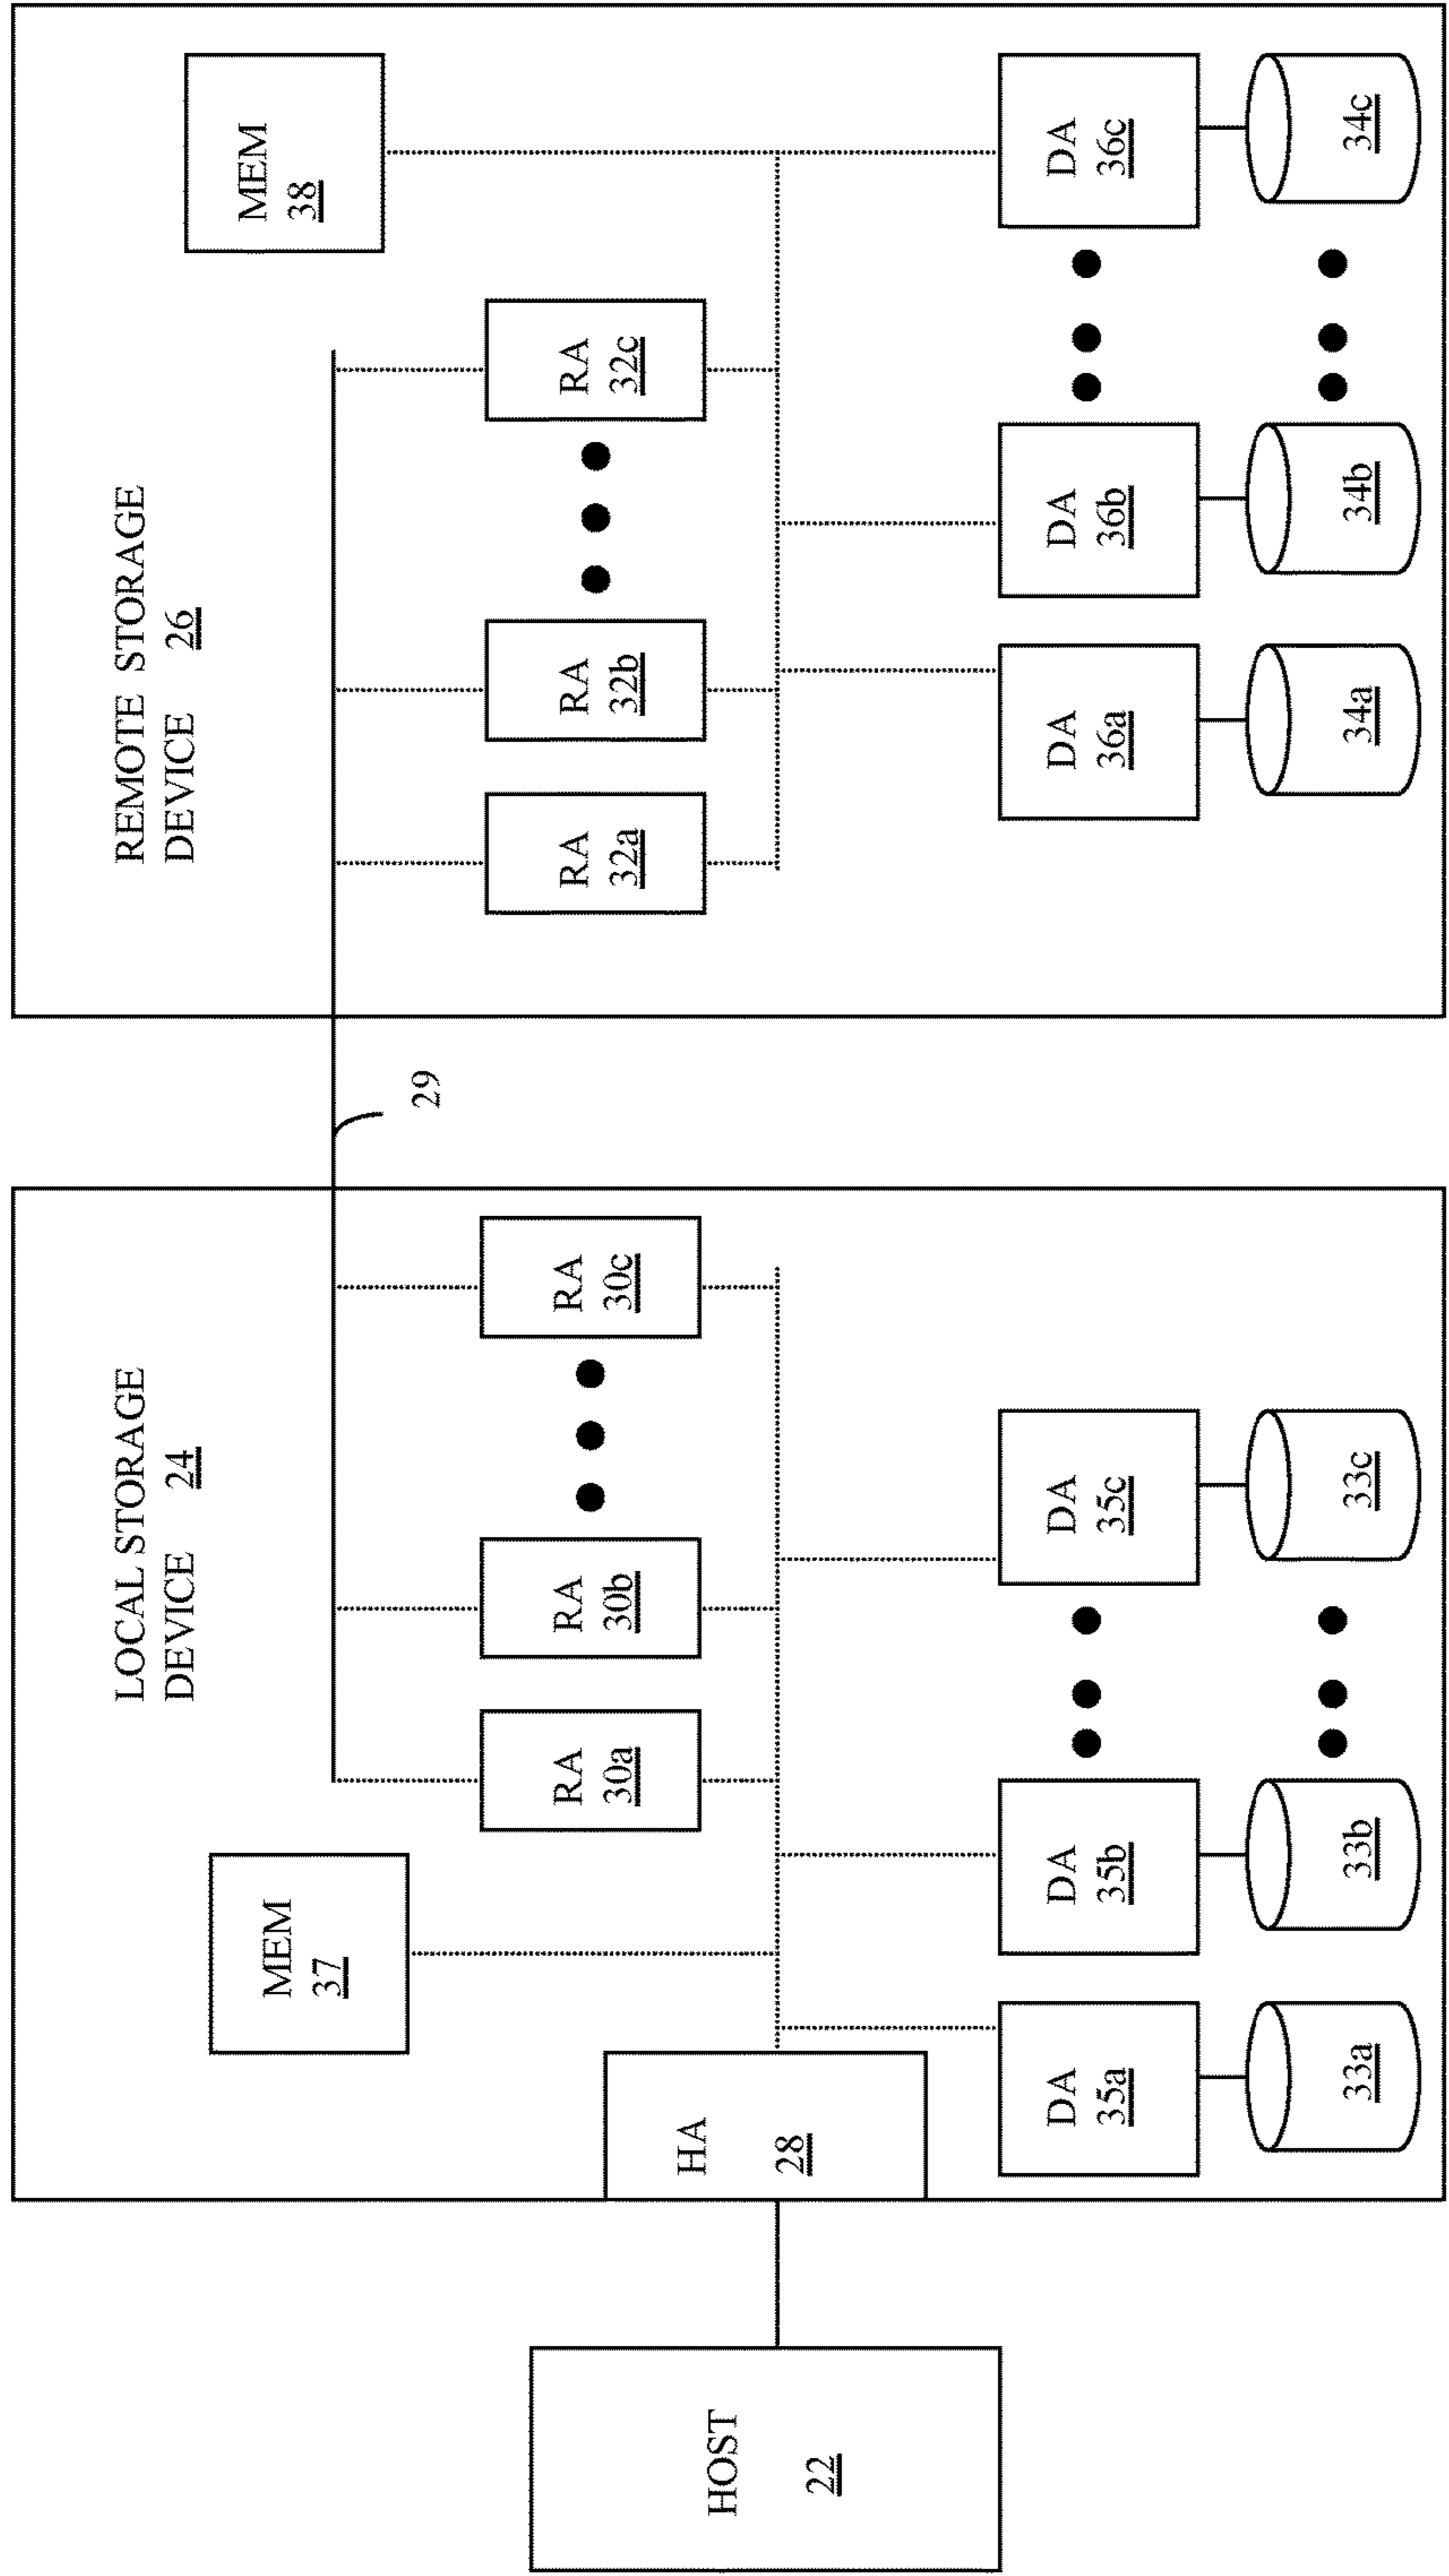 HOST
22
LOCAL STORAGE
DEVICE 24
MEM
37
HA
28
RA
30a
RA
30b
RA
30c
DA
35a
DA
35b
DA
35c
33a
33b
33c
29
REMOTE STORAGE
DEVICE 26
MEM
38
RA
32a
RA
32b
RA
32c
DA
36a
DA
36b
DA
36c
34a
34b
34c